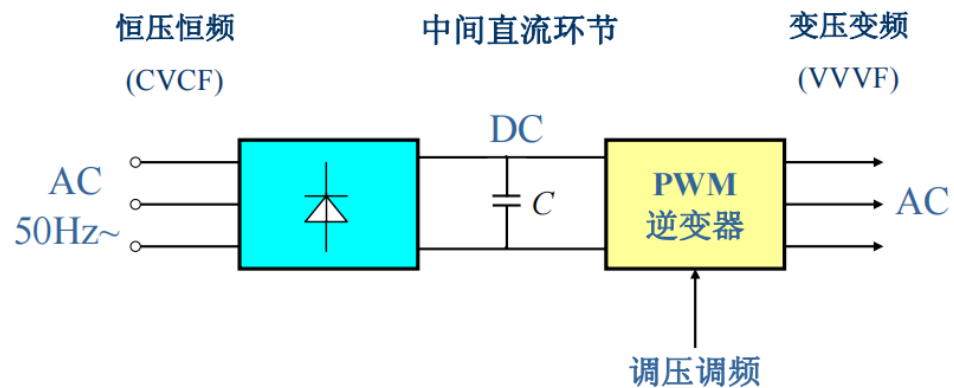 恒压恒频
中间直流环节
变压变频
(CVCF)
(VVVF)
DC
AC
50Hz~
C
PWM
逆变器
AC
调压调频